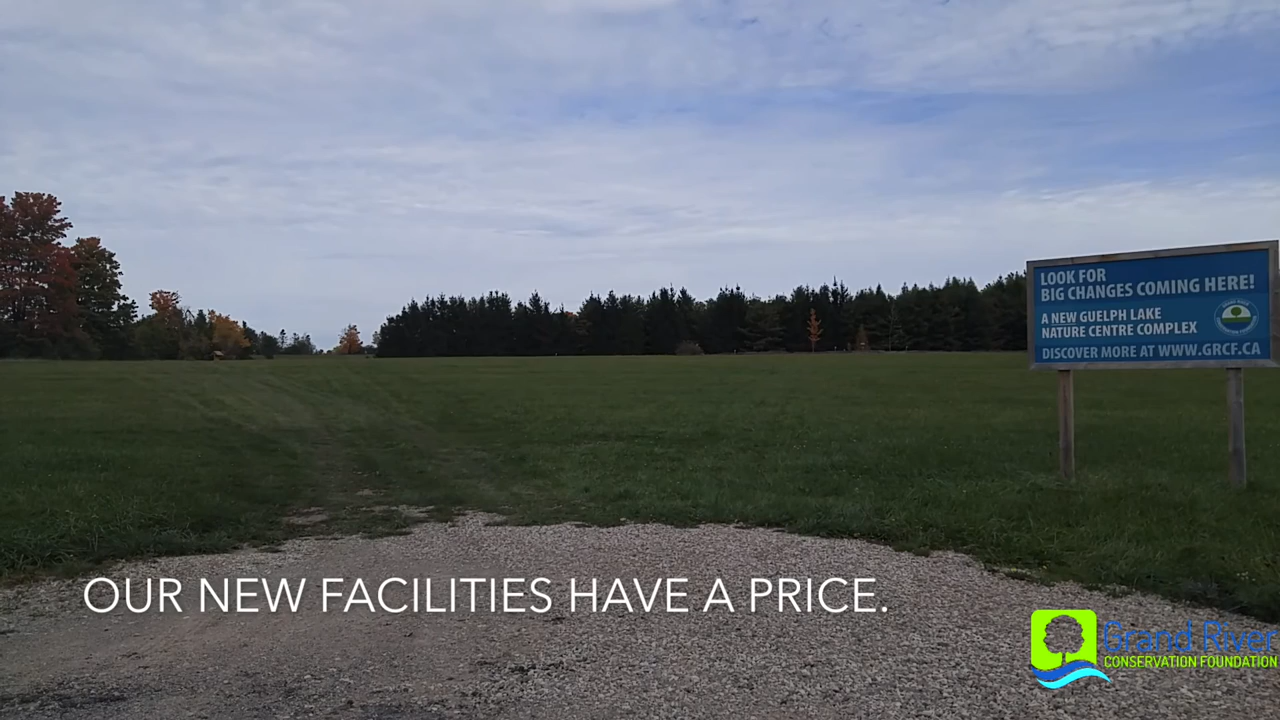 LOOK FOR
BIG CHANGES COMING HERE!
A NEW GUELPH LAKE
NATURE CENTRE COMPLEX
DISCOVER MORE AT WWW.GRCF.CA
OUR NEW FACILITIES HAVE A PRICE.
Grand River
CONSERVATION FOUNDATION